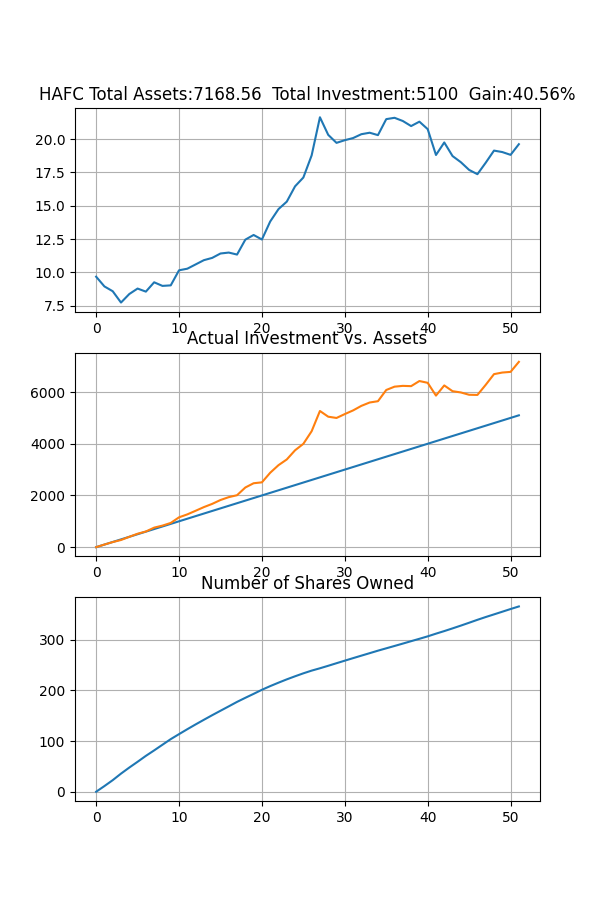 HAFC Total Assets:7168.56  Total Investment:5100  Gain:40.56%
20.0
17.5
15.0
12.5
10.0
7.5
0 10 20 30 40 50
Actual Investment vs. Assets
6000
4000
2000
0
0 10 20 30 40 50
Number of Shares Owned
300
200
100
0
0 10 20 30 40 50